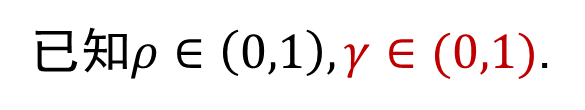 已知ρ ∈ (0,1),γ ∈ (0,1).